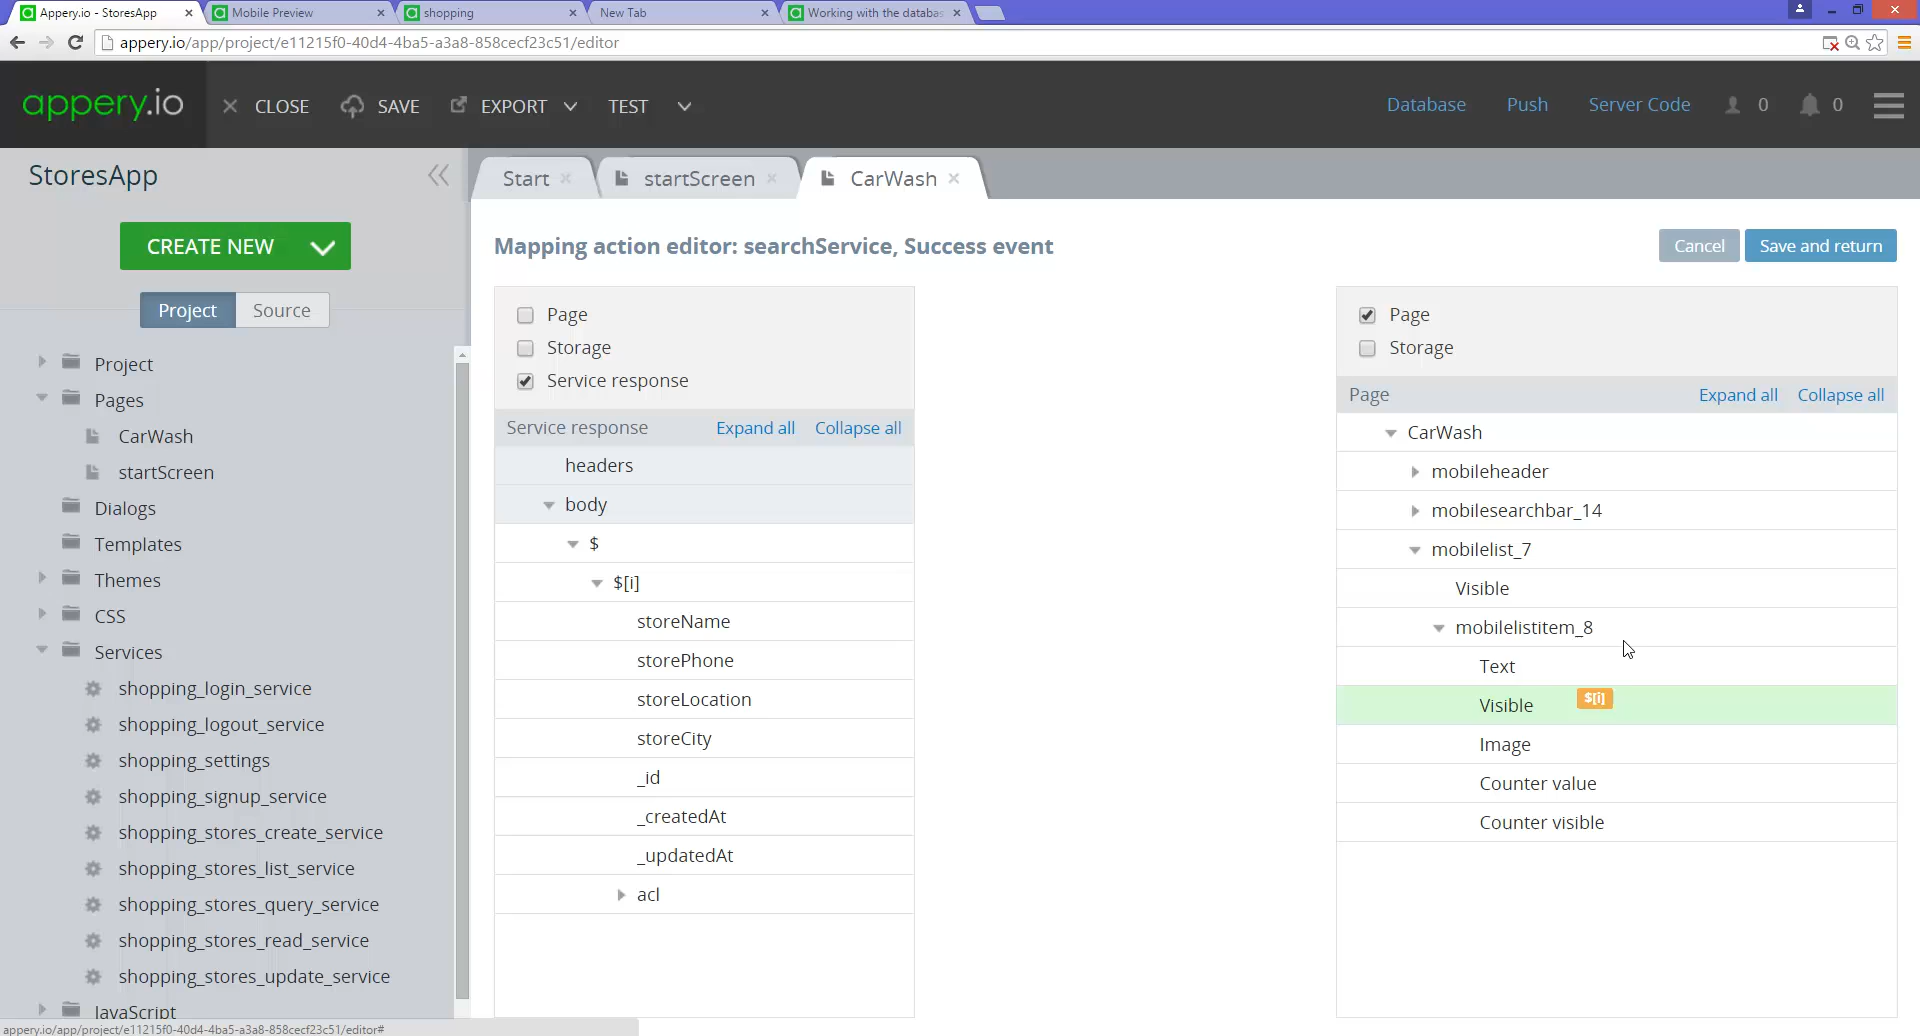 Appery.io - StoresApp
Mobile Preview
shopping
New Tab
Working with the databas
appery.io/app/project/e11215f0-40d4-4ba5-a3a8-858cecf23c51/editor
appery.io
CLOSE
SAVE
EXPORT
TEST
Database
Push
Server Code
0
0
StoresApp
CREATE NEW
Project
Source
Project
Pages
CarWash
startScreen
Dialogs
Templates
Themes
CSS
Services
shopping_login_service
shopping_logout_service
shopping_settings
shopping_signup_service
shopping_stores_create_service
shopping_stores_list_service
shopping_stores_query_service
shopping_stores_read_service
shopping_stores_update_service
JavaScript
appery.io/app/project/e11215f0-40d4-4ba5-a3a8-858cecf23c51/editor#
Start
startScreen
CarWash
Mapping action editor: searchService, Success event
Cancel
Save and return
Page
Storage
Service response
Service response
Expand all
Collapse all
headers
body
$
$[i]
storeName
storePhone
storeLocation
storeCity
_id
_createdAt
_updatedAt
acl
Page
Storage
Page
Expand all
Collapse all
CarWash
mobileheader
mobilesearchbar_14
mobilelist_7
Visible
mobilelistitem_8
Text
Visible
$[i]
Image
Counter value
Counter visible